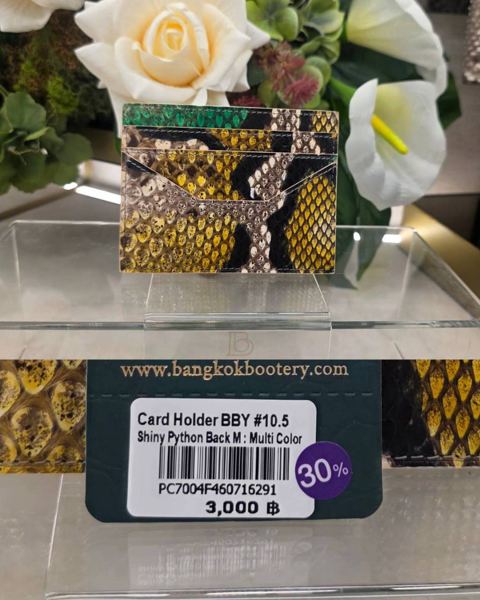 B
www.bangkokbootery.com
Card Holder BBY #10.5
Shiny Python Back M : Multi Color
30%
PC7004F460716291
3,000 ฿